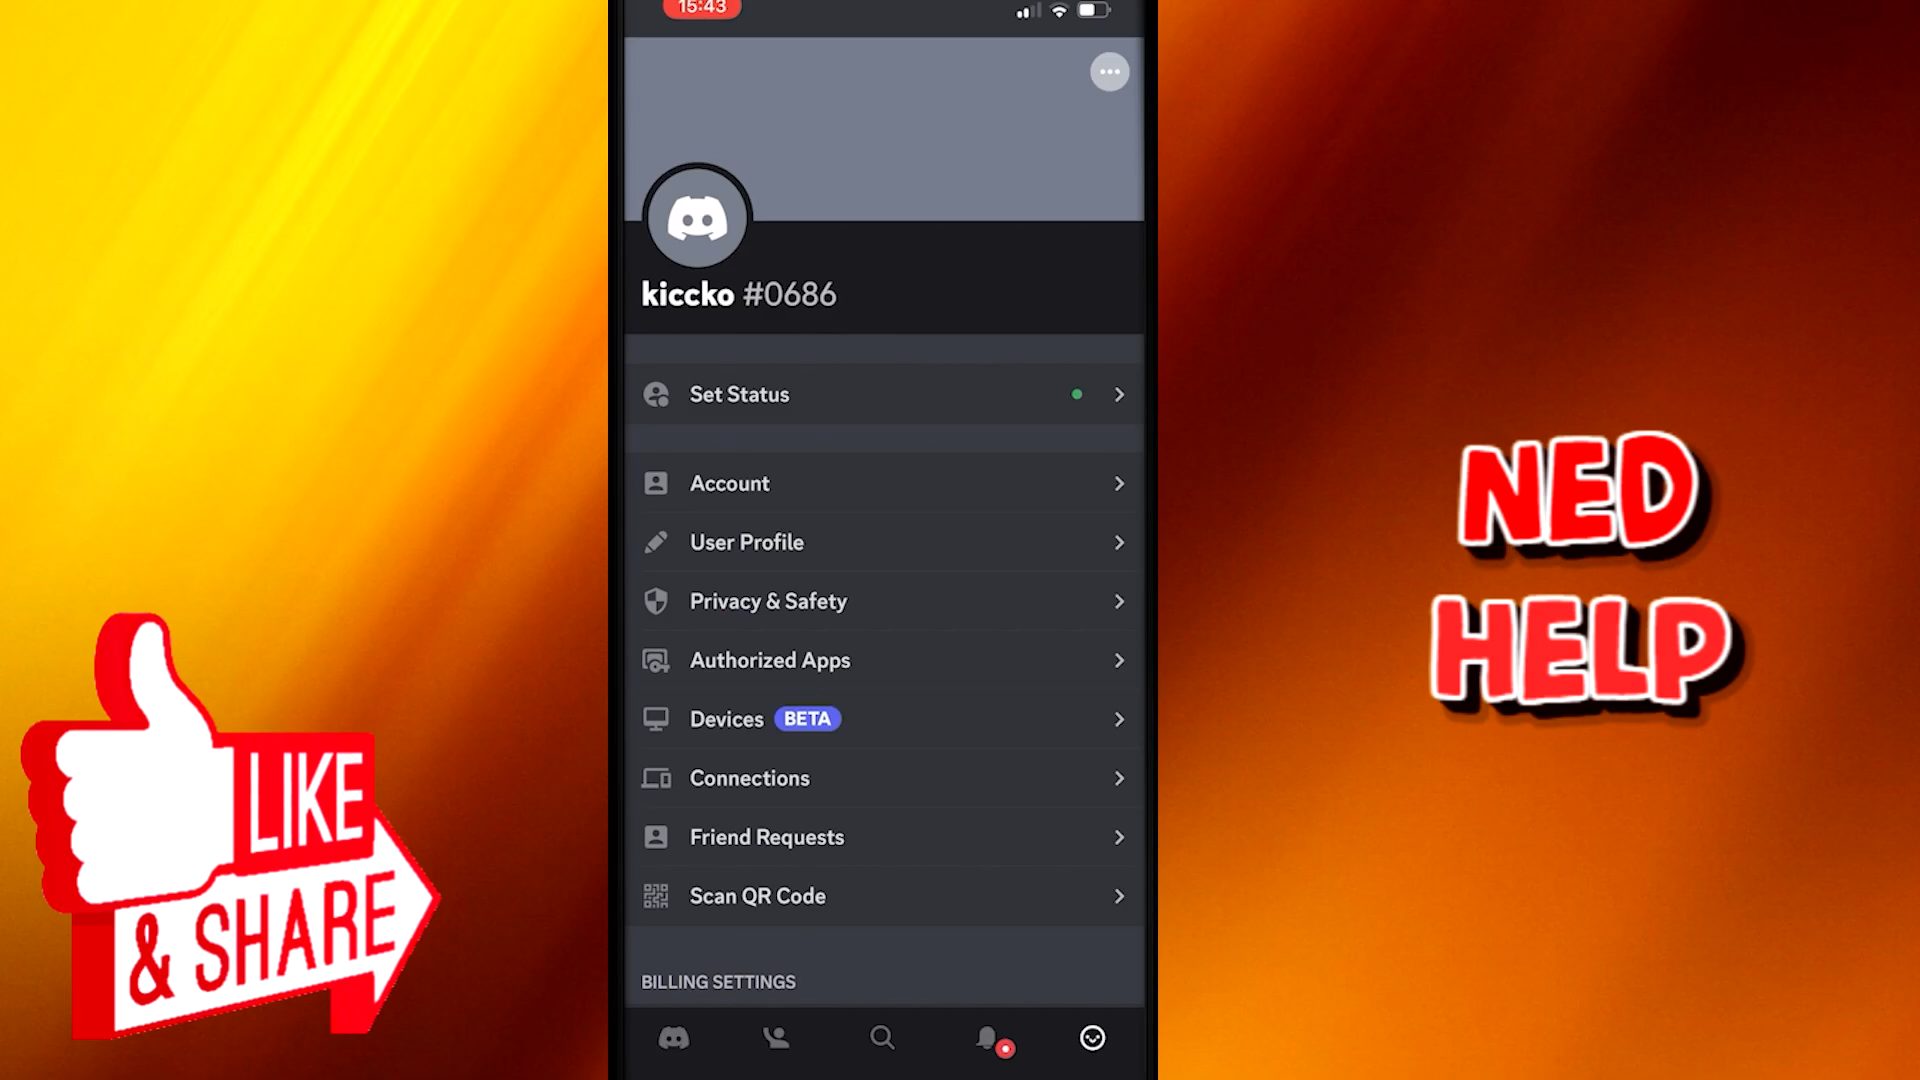 15:43
kiccko #0686
Set Status
Account
User Profile
Privacy & Safety
Authorized Apps
Devices BETA
Connections
Friend Requests
Scan QR Code
BILLING SETTINGS
LIKE
& SHARE
NED
HELP